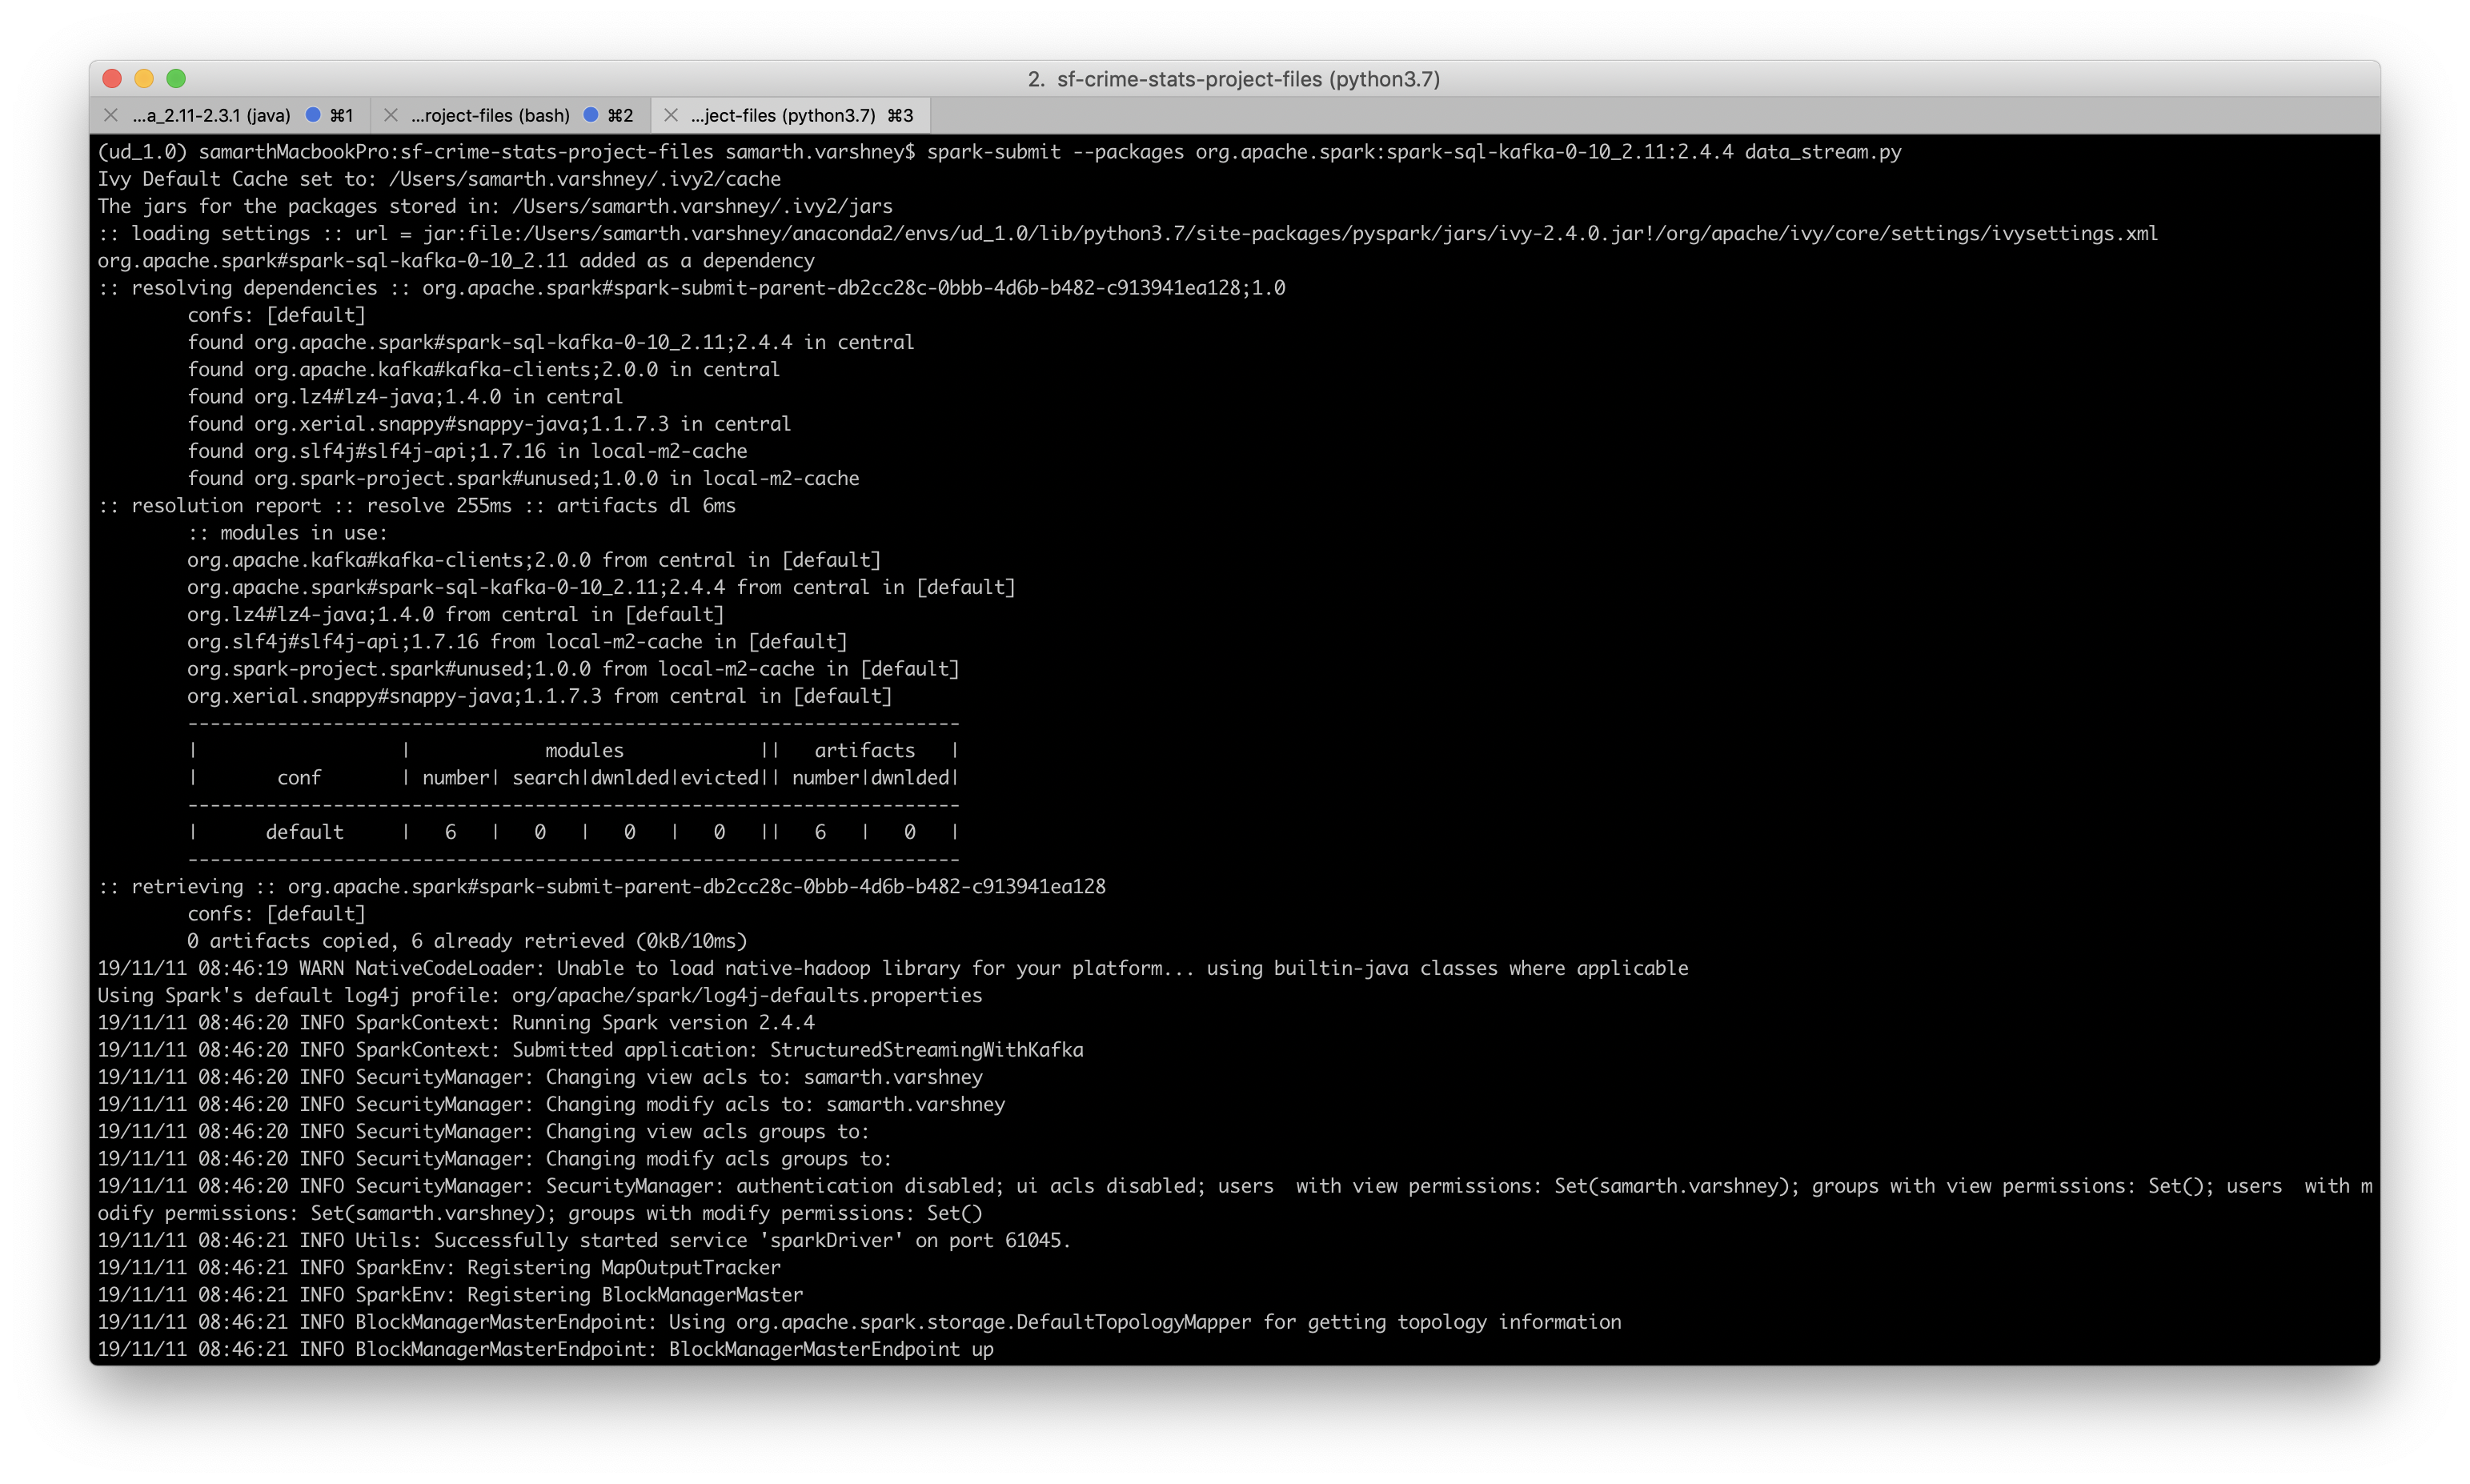 2. sf-crime-stats-project-files (python3.7)
...a_2.11-2.3.1 (java) ⌘1 ...roject-files (bash) ⌘2 ...ject-files (python3.7) ⌘3
(ud_1.0) samarthMacbookPro:sf-crime-stats-project-files samarth.varshney$ spark-submit --packages org.apache.spark:spark-sql-kafka-0-10_2.11:2.4.4 data_stream.py
Ivy Default Cache set to: /Users/samarth.varshney/.ivy2/cache
The jars for the packages stored in: /Users/samarth.varshney/.ivy2/jars
:: loading settings :: url = jar:file:/Users/samarth.varshney/anaconda2/envs/ud_1.0/lib/python3.7/site-packages/pyspark/jars/ivy-2.4.0.jar!/org/apache/ivy/core/settings/ivysettings.xml
org.apache.spark#spark-sql-kafka-0-10_2.11 added as a dependency
:: resolving dependencies :: org.apache.spark#spark-submit-parent-db2cc28c-0bbb-4d6b-b482-c913941ea128;1.0
confs: [default]
found org.apache.spark#spark-sql-kafka-0-10_2.11;2.4.4 in central
found org.apache.kafka#kafka-clients;2.0.0 in central
found org.lz4#lz4-java;1.4.0 in central
found org.xerial.snappy#snappy-java;1.1.7.3 in central
found org.slf4j#slf4j-api;1.7.16 in local-m2-cache
found org.spark-project.spark#unused;1.0.0 in local-m2-cache
:: resolution report :: resolve 255ms :: artifacts dl 6ms
:: modules in use:
org.apache.kafka#kafka-clients;2.0.0 from central in [default]
org.apache.spark#spark-sql-kafka-0-10_2.11;2.4.4 from central in [default]
org.lz4#lz4-java;1.4.0 from central in [default]
org.slf4j#slf4j-api;1.7.16 from local-m2-cache in [default]
org.spark-project.spark#unused;1.0.0 from local-m2-cache in [default]
org.xerial.snappy#snappy-java;1.1.7.3 from central in [default]
---------------------------------------------------------------------
|                  |            modules            ||   artifacts   |
|       conf       | number| search|dwnlded|evicted|| number|dwnlded|
---------------------------------------------------------------------
|      default     |   6   |   0   |   0   |   0   ||   6   |   0   |
---------------------------------------------------------------------
:: retrieving :: org.apache.spark#spark-submit-parent-db2cc28c-0bbb-4d6b-b482-c913941ea128
confs: [default]
0 artifacts copied, 6 already retrieved (0kB/10ms)
19/11/11 08:46:19 WARN NativeCodeLoader: Unable to load native-hadoop library for your platform... using builtin-java classes where applicable
Using Spark's default log4j profile: org/apache/spark/log4j-defaults.properties
19/11/11 08:46:20 INFO SparkContext: Running Spark version 2.4.4
19/11/11 08:46:20 INFO SparkContext: Submitted application: StructuredStreamingWithKafka
19/11/11 08:46:20 INFO SecurityManager: Changing view acls to: samarth.varshney
19/11/11 08:46:20 INFO SecurityManager: Changing modify acls to: samarth.varshney
19/11/11 08:46:20 INFO SecurityManager: Changing view acls groups to:
19/11/11 08:46:20 INFO SecurityManager: Changing modify acls groups to:
19/11/11 08:46:20 INFO SecurityManager: SecurityManager: authentication disabled; ui acls disabled; users  with view permissions: Set(samarth.varshney); groups with view permissions: Set(); users  with m
odify permissions: Set(samarth.varshney); groups with modify permissions: Set()
19/11/11 08:46:21 INFO Utils: Successfully started service 'sparkDriver' on port 61045.
19/11/11 08:46:21 INFO SparkEnv: Registering MapOutputTracker
19/11/11 08:46:21 INFO SparkEnv: Registering BlockManagerMaster
19/11/11 08:46:21 INFO BlockManagerMasterEndpoint: Using org.apache.spark.storage.DefaultTopologyMapper for getting topology information
19/11/11 08:46:21 INFO BlockManagerMasterEndpoint: BlockManagerMasterEndpoint up